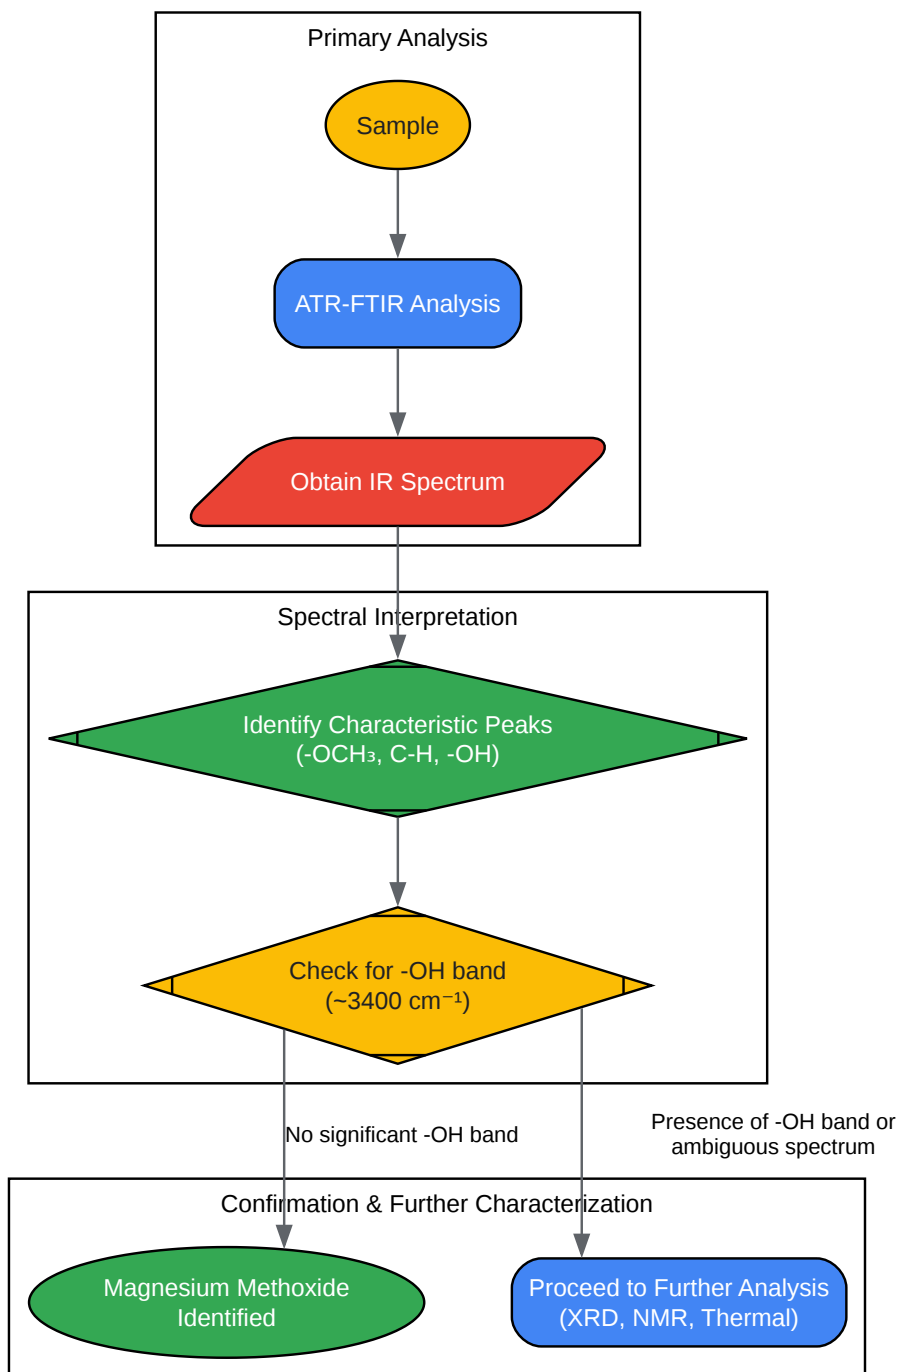 Primary Analysis
Sample
ATR-FTIR Analysis
Obtain IR Spectrum
Spectral Interpretation
Identify Characteristic Peaks
(-OCH₃, C-H, -OH)
Check for -OH band
(~3400 cm⁻¹)
No significant -OH band
Presence of -OH band or
ambiguous spectrum
Confirmation & Further Characterization
Magnesium Methoxide
Identified
Proceed to Further Analysis
(XRD, NMR, Thermal)